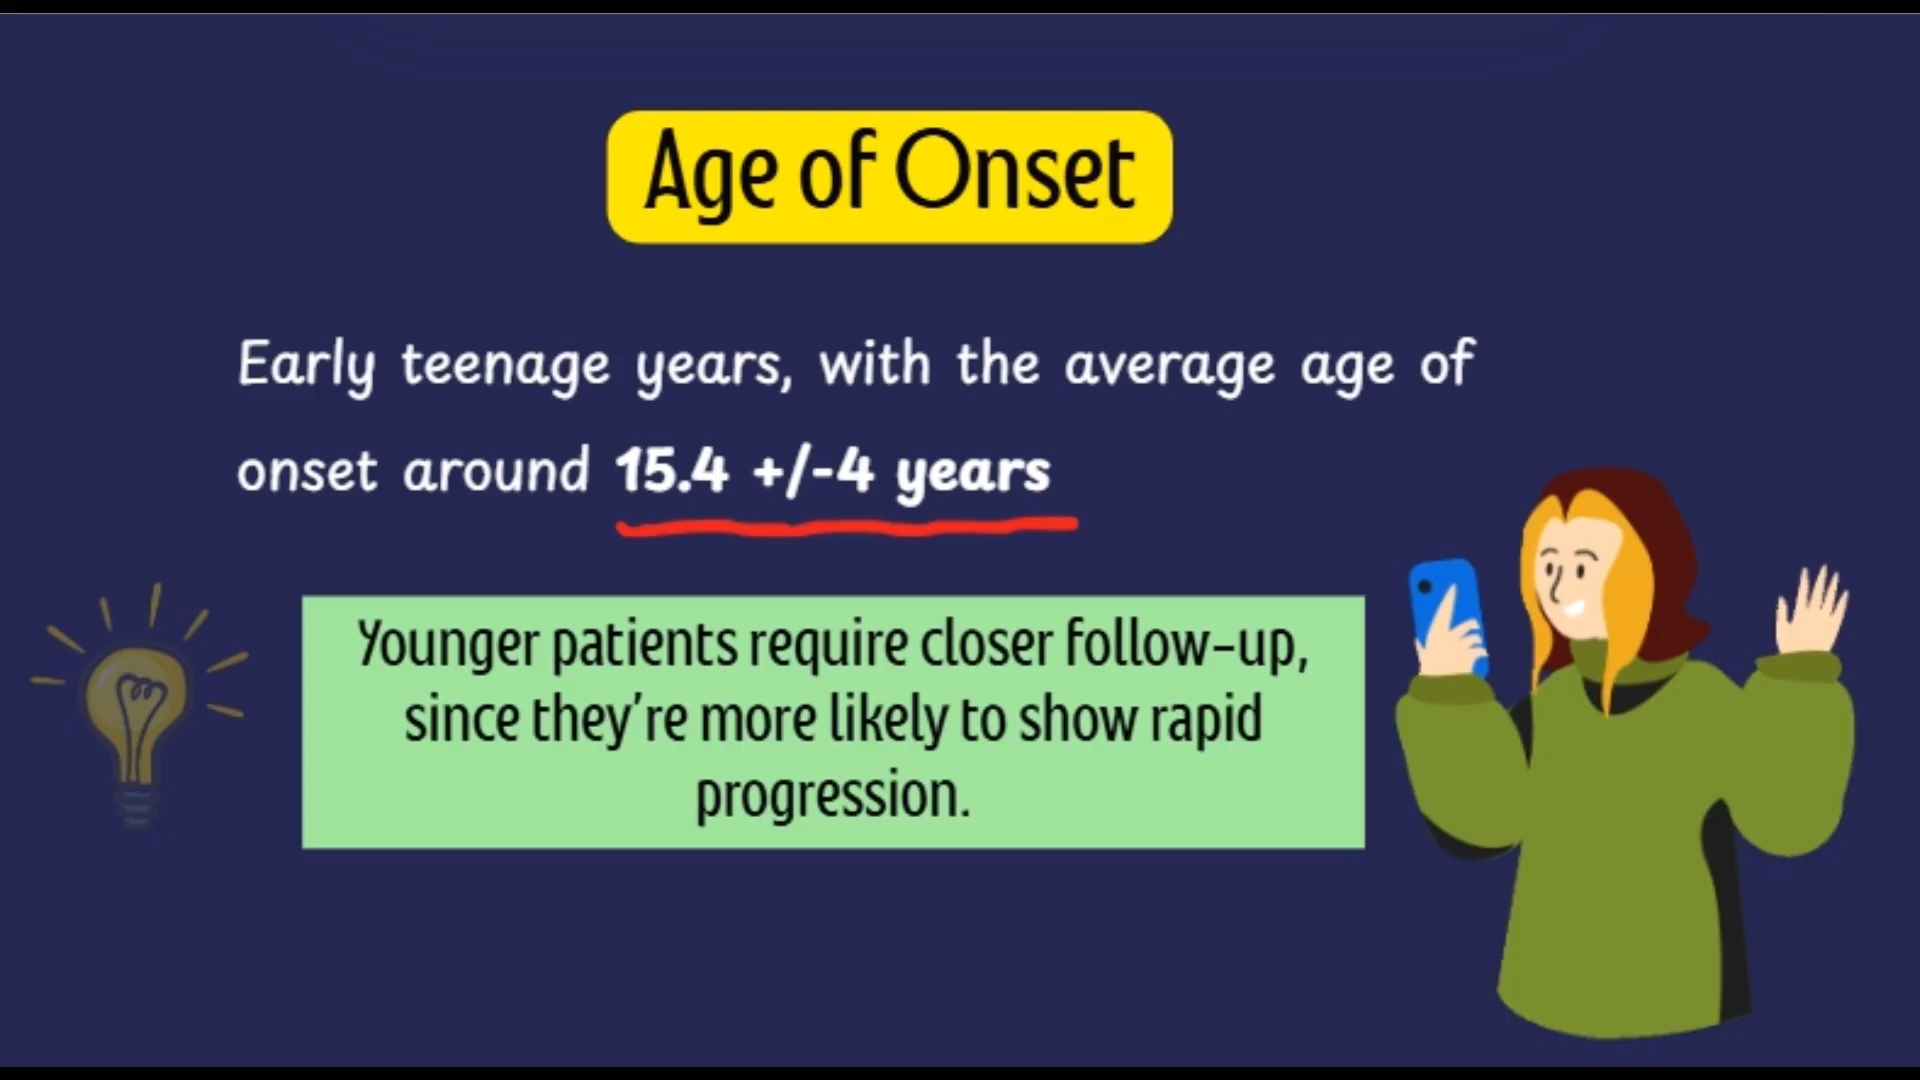 Age of Onset
Early teenage years, with the average age of
onset around 15.4 +/-4 years
Younger patients require closer follow-up,
since they're more likely to show rapid
progression.